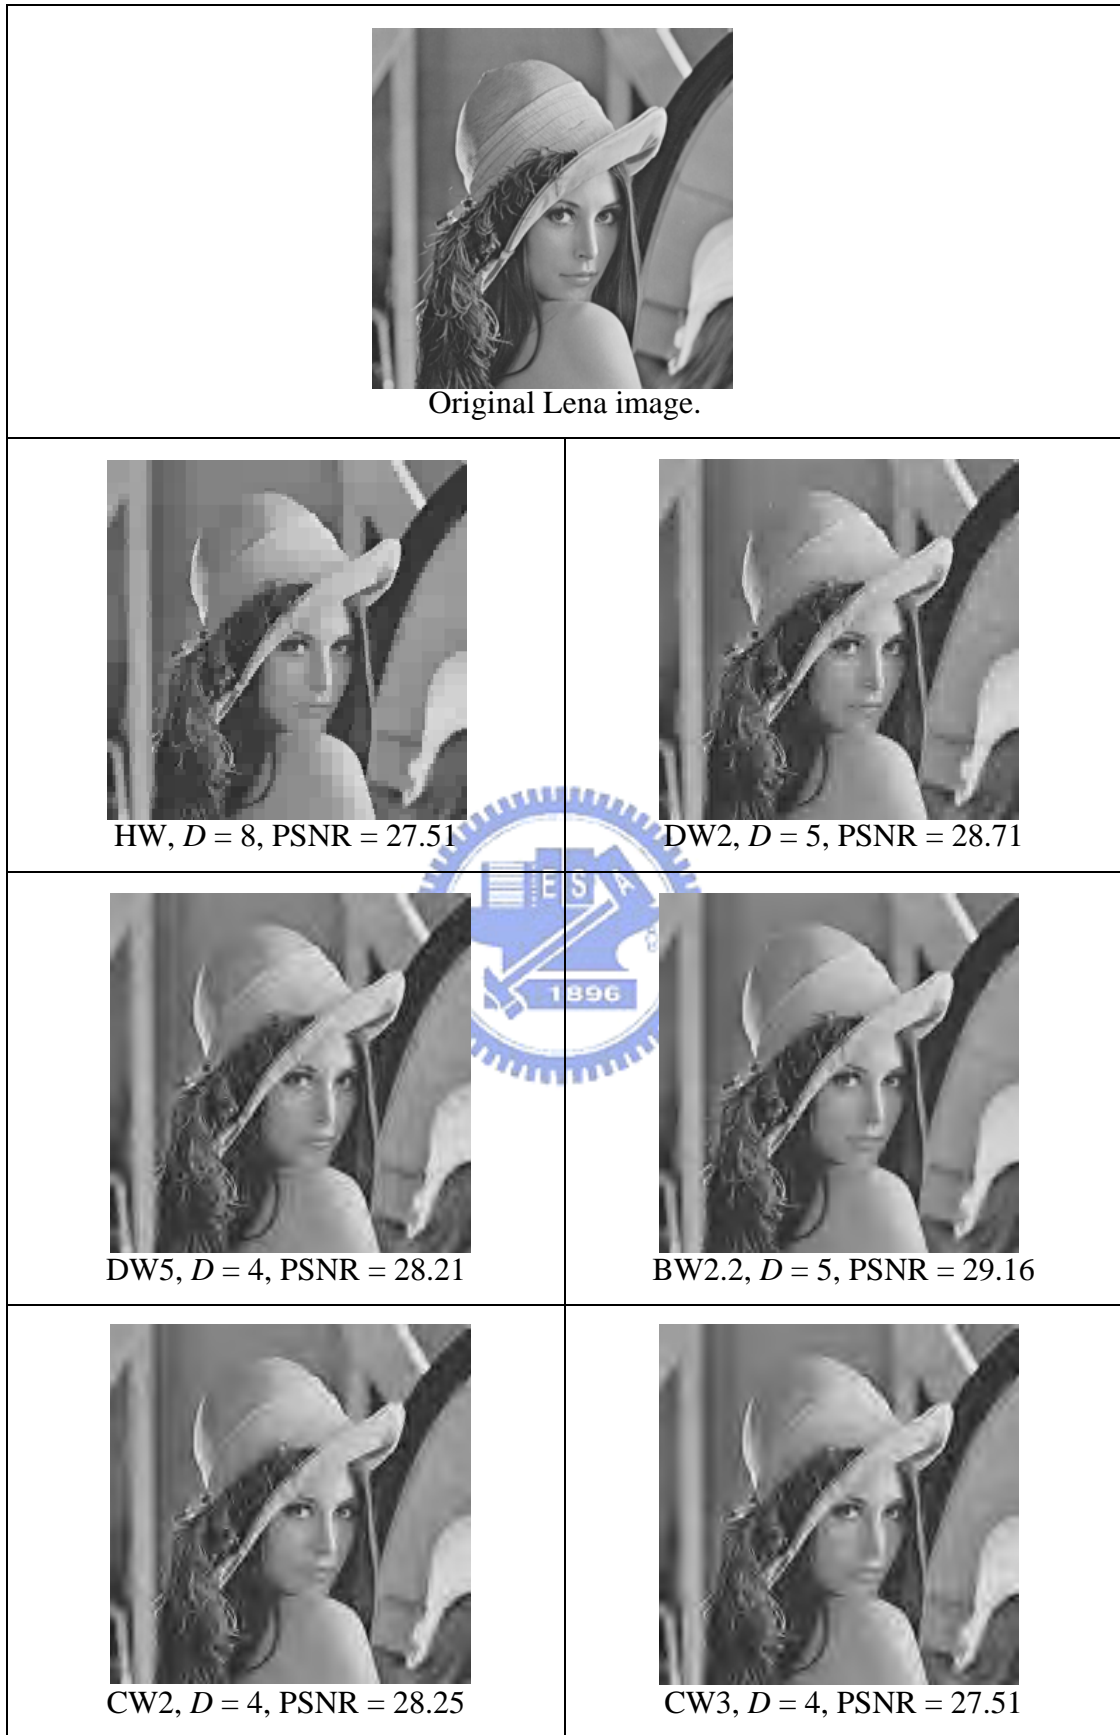 Original Lena image.
HW, D = 8, PSNR = 27.51
DW2, D = 5, PSNR = 28.71
E S A
1896
DW5, D = 4, PSNR = 28.21
BW2.2, D = 5, PSNR = 29.16
CW2, D = 4, PSNR = 28.25
CW3, D = 4, PSNR = 27.51